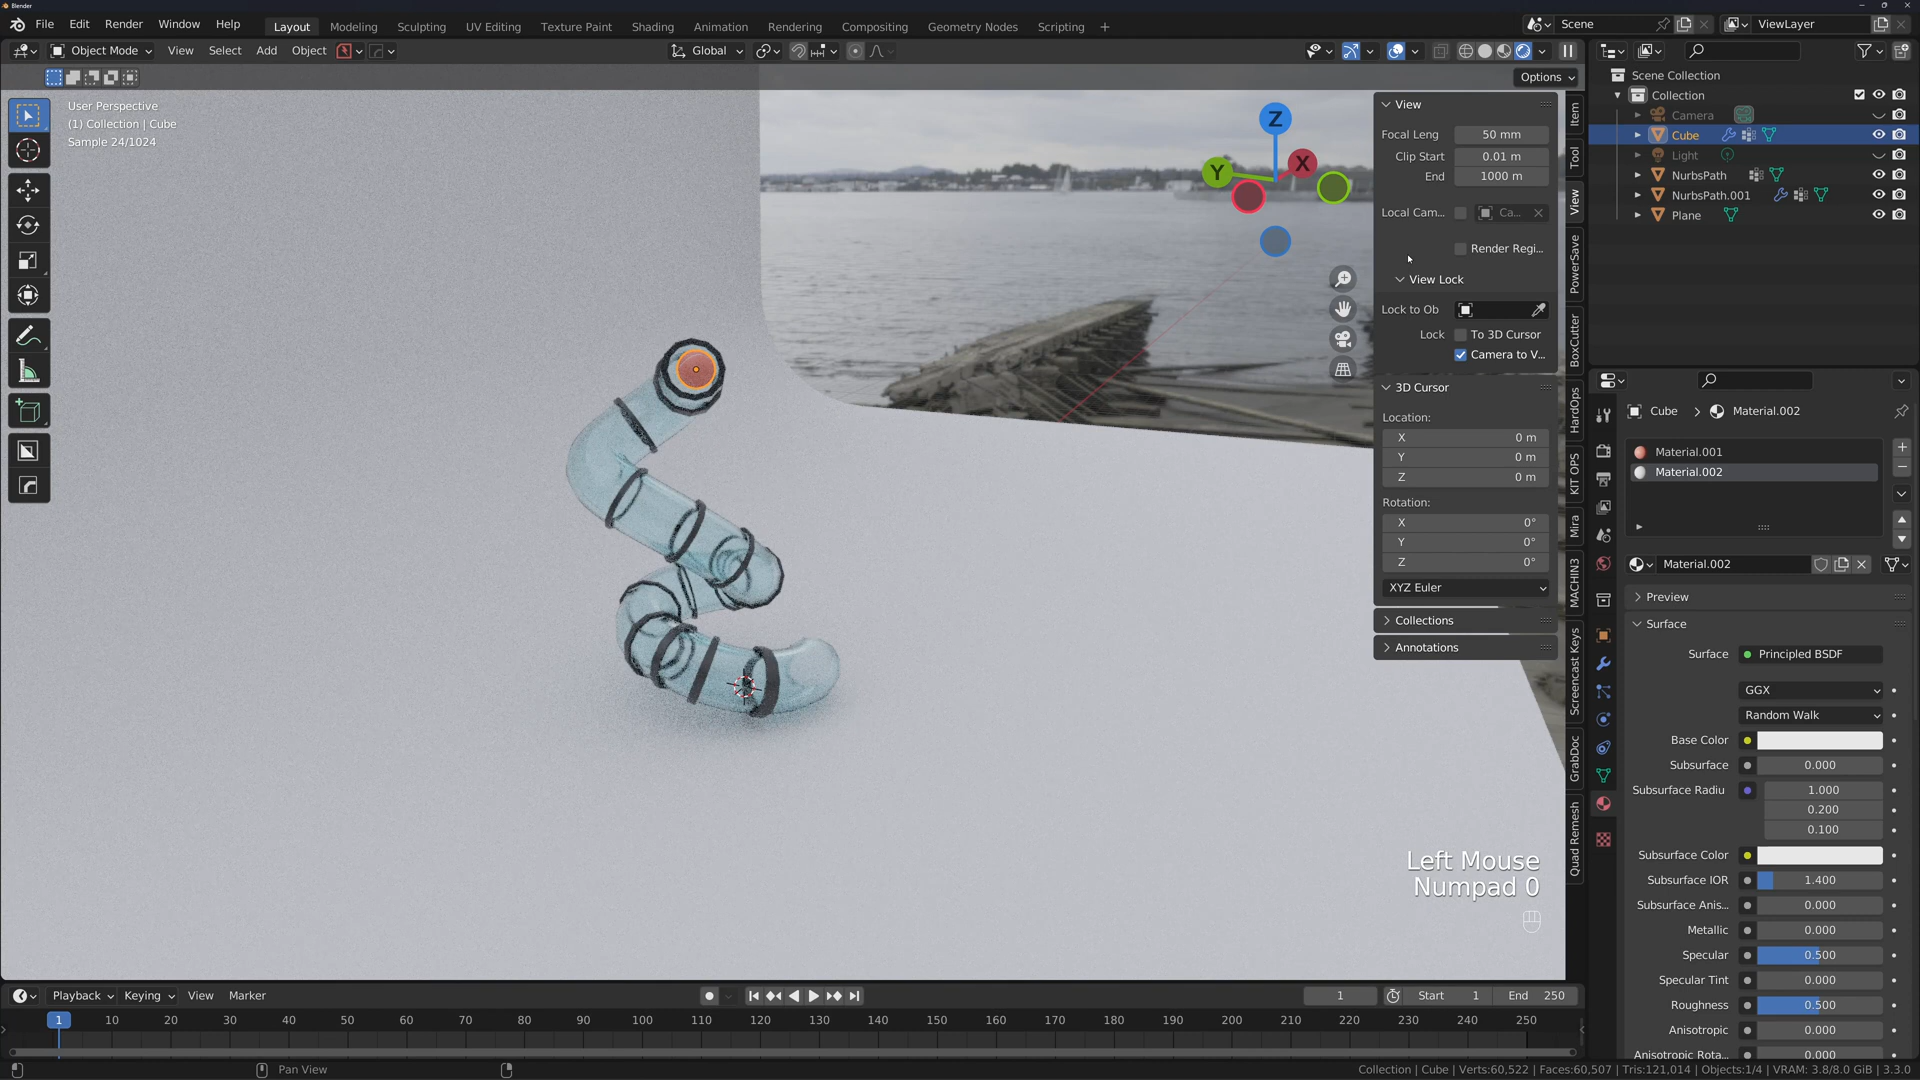 Blender
File Edit Render Window Help
Layout Modeling Sculpting UV Editing Texture Paint Shading Animation Rendering Compositing Geometry Nodes Scripting +
Scene
ViewLayer
Object Mode View Select Add Object
Global
Options
User Perspective
(1) Collection | Cube
Sample 24/1024
Z
Y
X
View
Focal Leng 50 mm
Clip Start 0.01 m
End 1000 m
Local Cam... Ca...
Render Regi...
View Lock
Lock to Ob
Lock To 3D Cursor
Camera to V...
3D Cursor
Location:
X 0 m
Y 0 m
Z 0 m
Rotation:
X 0°
Y 0°
Z 0°
XYZ Euler
Collections
Annotations
Item
Tool
View
PowerSave
BoxCutter
HardOps
KIT OPS
Mira
MACHIN3
Screencast Keys
GrabDoc
Quad Remesh
Left Mouse
Numpad 0
Scene Collection
Collection
Camera
Cube
Light
NurbsPath
NurbsPath.001
Plane
Cube > Material.002
Material.001
Material.002
Material.002
Preview
Surface
Surface Principled BSDF
GGX
Random Walk
Base Color
Subsurface 0.000
Subsurface Radiu 1.000
0.200
0.100
Subsurface Color
Subsurface IOR 1.400
Subsurface Anis... 0.000
Metallic 0.000
Specular 0.500
Specular Tint 0.000
Roughness 0.500
Anisotropic 0.000
Anisotropic Rota... 0.000
Playback Keying View Marker
1 Start 1 End 250
1 10 20 30 40 50 60 70 80 90 100 110 120 130 140 150 160 170 180 190 200 210 220 230 240 250
Pan View
Collection | Cube | Verts:60,522 | Faces:60,507 | Tris:121,014 | Objects:1/4 | VRAM: 3.8/8.0 GiB | 3.3.0